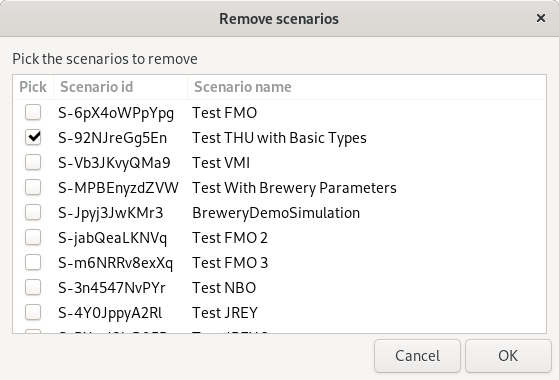 Remove scenarios
Pick the scenarios to remove
Pick Scenario id Scenario name
S-6pX4oWPpYpg Test FMO
S-92NJreGg5En Test THU with Basic Types
S-Vb3JKvyQMa9 Test VMI
S-MPBEnyzdZVW Test With Brewery Parameters
S-Jpyj3JwKMr3 BreweryDemoSimulation
S-jabQeaLKNVq Test FMO 2
S-m6NRRv8exXq Test FMO 3
S-3n4547NvPYr Test NBO
S-4Y0JppyA2Rl Test JREY
Cancel OK